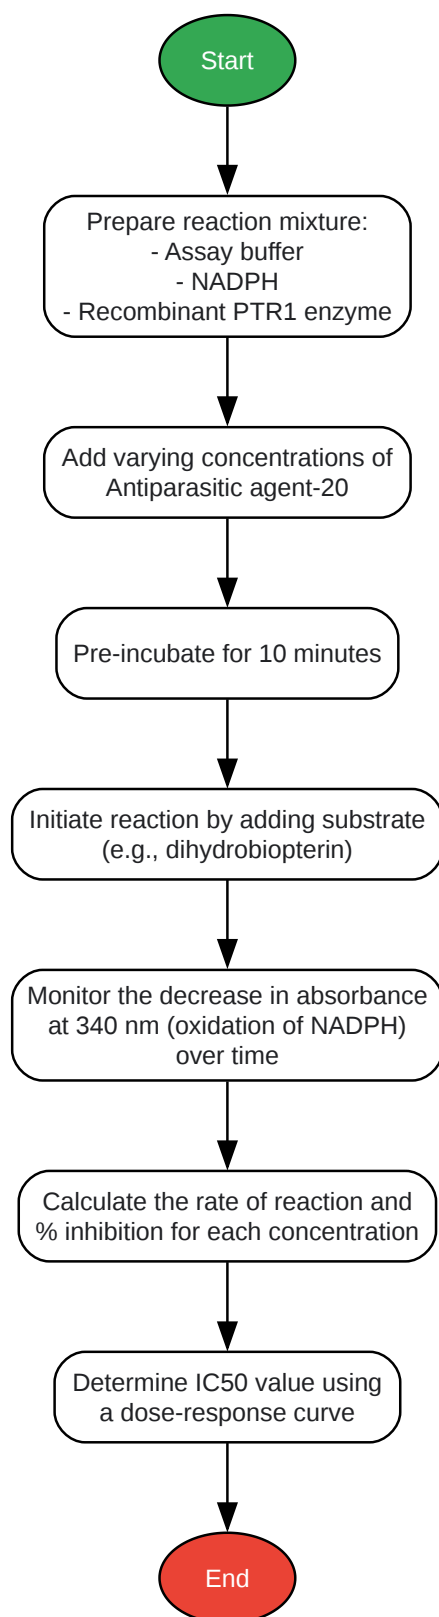 Start
Prepare reaction mixture:
- Assay buffer
- NADPH
- Recombinant PTR1 enzyme
Add varying concentrations of
Antiparasitic agent-20
Pre-incubate for 10 minutes
Initiate reaction by adding substrate
(e.g., dihydrobiopterin)
Monitor the decrease in absorbance
at 340 nm (oxidation of NADPH)
over time
Calculate the rate of reaction and
% inhibition for each concentration
Determine IC50 value using
a dose-response curve
End